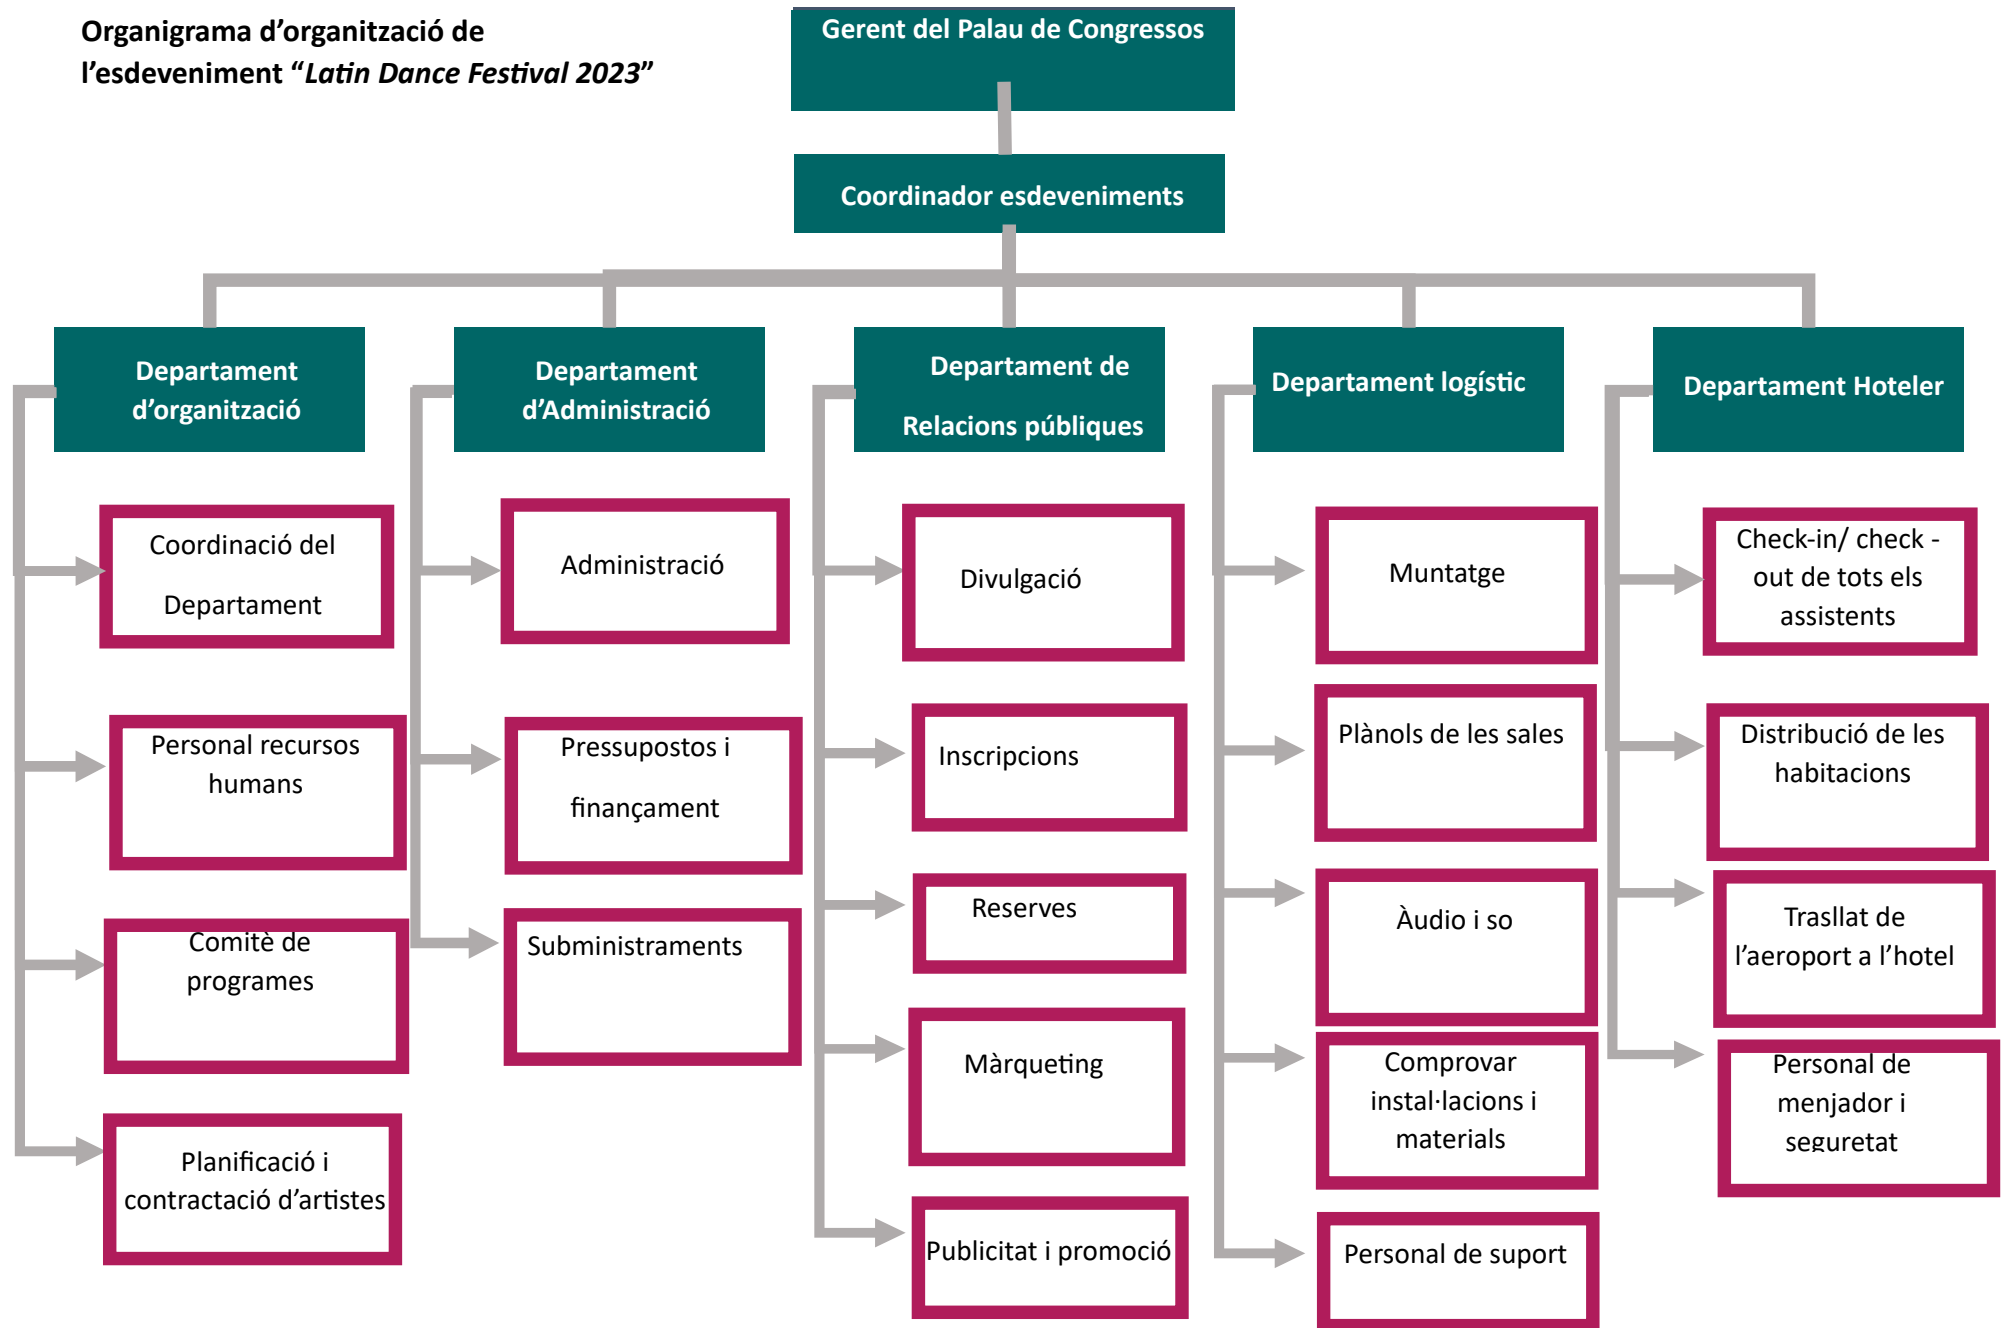 Organigrama d’organització de
l’esdeveniment “Latin Dance Festival 2023”
Gerent del Palau de Congressos
Coordinador esdeveniments
Departament
d’organització
Departament
d’Administració
Departament de
Relacions públiques
Departament logístic
Departament Hoteler
Coordinació del
Departament
Personal recursos
humans
Comitè de
programes
Planificació i
contractació d’artistes
Administració
Pressupostos i
finançament
Subministraments
Divulgació
Inscripcions
Reserves
Màrqueting
Publicitat i promoció
Muntatge
Plànols de les sales
Àudio i so
Comprovar
instal·lacions i
materials
Personal de suport
Check-in/ check -
out de tots els
assistents
Distribució de les
habitacions
Trasllat de
l’aeroport a l’hotel
Personal de
menjador i
seguretat